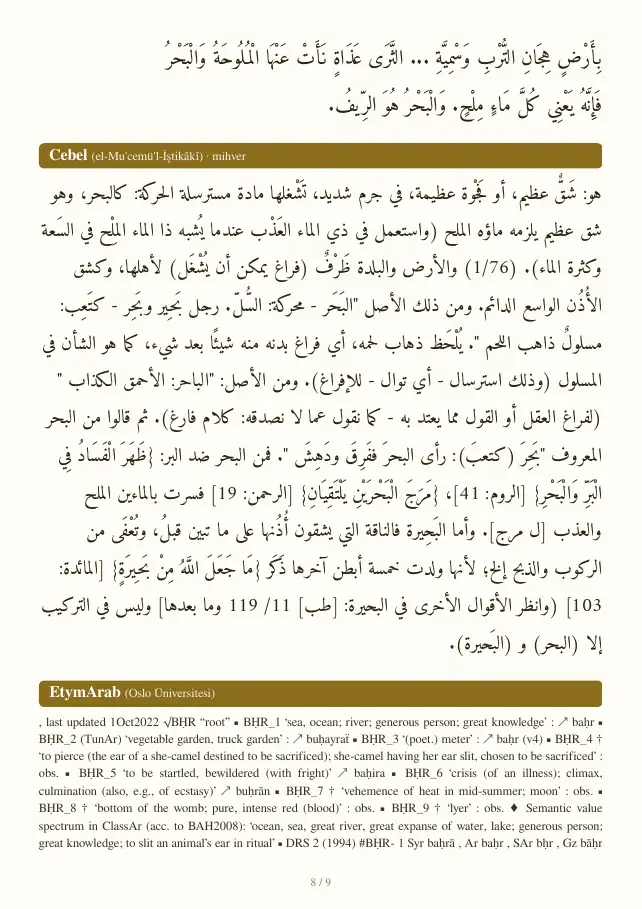 بِأَرْضٍ هِجَانِ التُّرْبِ وَسْمِيَّةِ ... الثَّرَى عَذَاةٍ نَأَتْ عَنْهَا الْمُلُوحَةُ وَالْبَحْرُ
فَإِنَّهُ يَعْنِي كُلَّ مَاءٍ مِلْحٍ. وَالْبَحْرُ هُوَ الرِّيفُ.
Cebel (el-Mu'cemü'l-İştikâkî) · mihver
هو: شَقٌّ عظيم، أو فَجْوة عظيمة، في جرم شديد، تَشْغلها مادة مسترسلة الحركة: كالبحر، وهو
شق عظيم يلزمه ماؤه الملح (واستعمل في ذي الماء العَذْب عندما يُشبه ذا الماء المِلْح في السَعة
وكثرة الماء). (1/76) والأرض والبلدة ظَرْفٌ (فراغ يمكن أن يُشْغَل) لأهلها، وكشق
الأُذُن الواسع الدائم. ومن ذلك الأصل "البَحَر - محركة: السُّلّ. رجل بَحِير وبَحِر - كتَعِب:
مسلولٌ ذاهب اللحم ". يُلْحَظ ذهاب لحمه، أي فراغ بدنه منه شيئًا بعد شيء، كما هو الشأن في
المسلول (وذلك استرسال - أي توال - للإفراغ). ومن الأصل: "الباحر: الأحمق الكذاب "
(لفراغ العقل أو القول مما يعتد به - كما نقول عما لا نصدقه: كلام فارغ). ثم قالوا من البحر
المعروف "بَحِرَ (كتعبَ): رأى البحرَ ففَرِقَ ودَهِشَ ". فمن البحر ضد البر: {ظَهَرَ الْفَسَادُ فِي
الْبَرِّ وَالْبَحْرِ} [الروم: 41]، {مَرَجَ الْبَحْرَيْنِ يَلْتَقِيَانِ} [الرحمن: 19] فسرت بالماءين الملح
والعذب [ل مرج]. وأما البَحِيرة فالناقة التي يشقون أُذُنها على ما تبين قبلُ، وتُعْفَى من
الركوب والذبح إلخ؛ لأنها ولدت خمسة أبطن آخرها ذَكَر {مَا جَعَلَ اللَّهُ مِنْ بَحِيرَةٍ} [المائدة:
103] (وانظر الأقوال الأخرى في البحيرة: [طب] 11/ 119 وما بعدها] وليس في التركيب
إلا (البحر) و (البَحيرة).
EtymArab (Oslo Üniversitesi)
, last updated 1Oct2022 √BḤR “root” ▪ BḤR_1 ‘sea, ocean; river; generous person; great knowledge’ : ↗ baḥr ▪
BḤR_2 (TunAr) ‘vegetable garden, truck garden’ : ↗ buḥayraẗ ▪ BḤR_3 ‘(poet.) meter’ : ↗ baḥr (v4) ▪ BḤR_4 †
‘to pierce (the ear of a she-camel destined to be sacrificed); she-camel having her ear slit, chosen to be sacrificed’ :
obs. ▪ BḤR_5 ‘to be startled, bewildered (with fright)’ ↗ baḥira ▪ BḤR_6 ‘crisis (of an illness); climax,
culmination (also, e.g., of ecstasy)’ ↗ buḥrān ▪ BḤR_7 † ‘vehemence of heat in mid-summer; moon’ : obs. ▪
BḤR_8 † ‘bottom of the womb; pure, intense red (blood)’ : obs. ▪ BḤR_9 † ‘lyer’ : obs. ♦ Semantic value
spectrum in ClassAr (acc. to BAH2008): ‘ocean, sea, great river, great expanse of water, lake; generous person;
great knowledge; to slit an animal’s ear in ritual’ ▪ DRS 2 (1994) #BḤR- 1 Syr baḥrā , Ar baḥr , SAr bḥr , Gz bāḥr
8 / 9